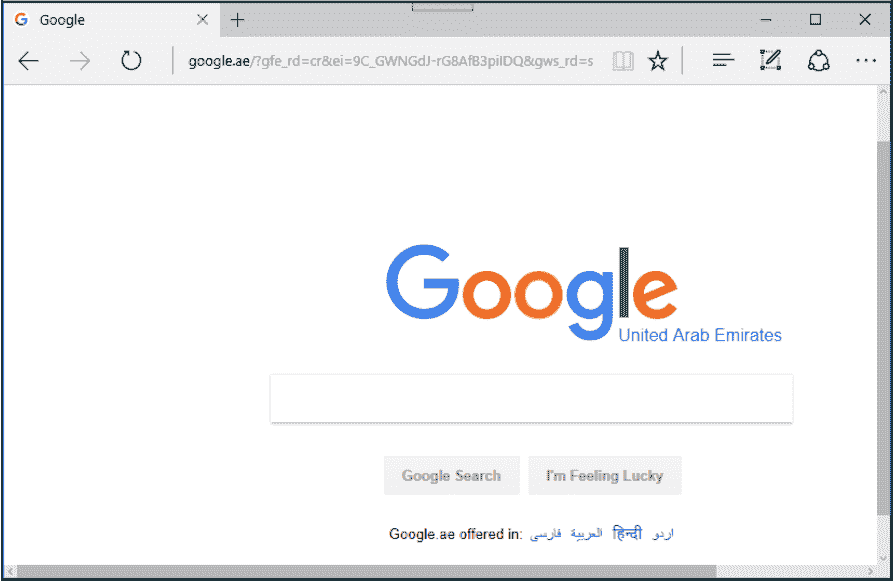 Google
google.ae/?gfe_rd=cr&ei=9C_GWNGdJ-rG8AfB3piIDQ&gws_rd=s
Google
United Arab Emirates
Google Search
I'm Feeling Lucky
Google.ae offered in: فارسی العربية हिन्दी اردو